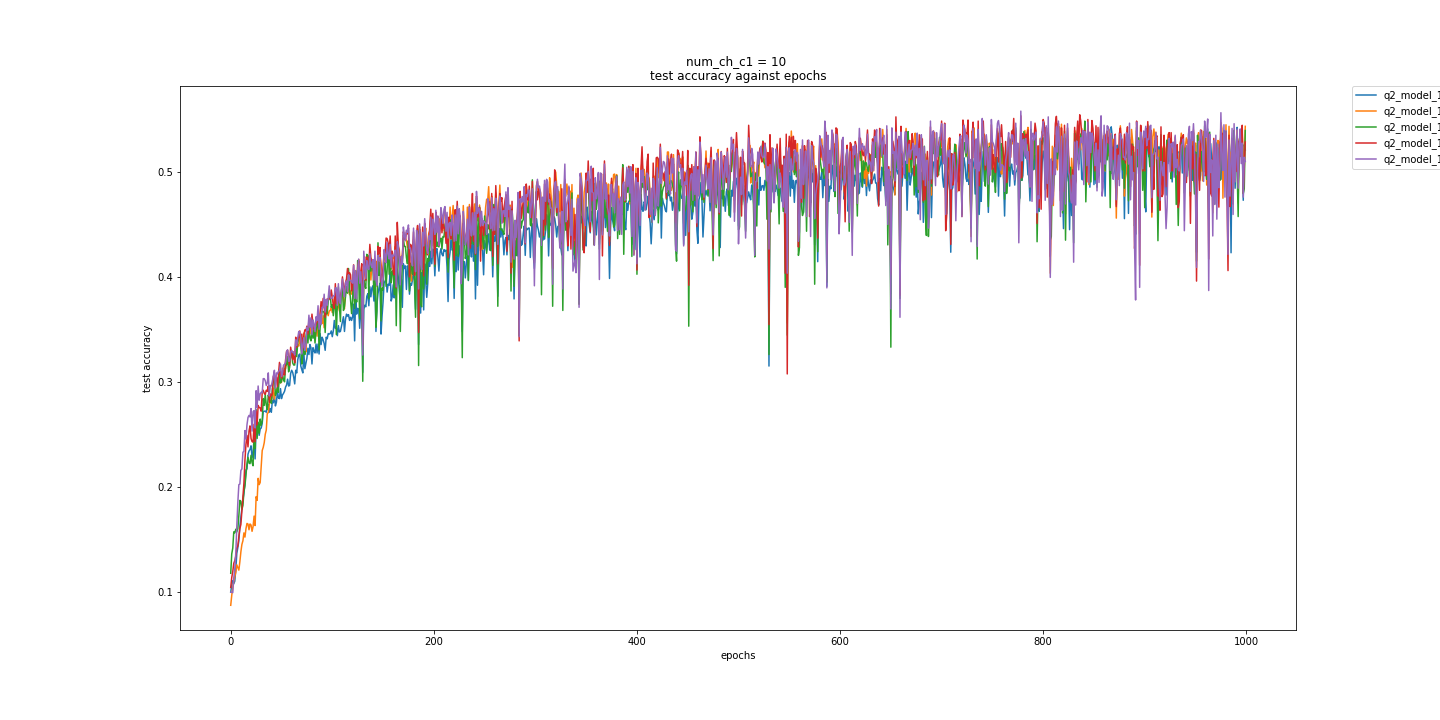 num_ch_c1 = 10
test accuracy against epochs
q2_model_1
q2_model_1
q2_model_1
q2_model_1
q2_model_1
test accuracy
0.5
0.4
0.3
0.2
0.1
0
200
400
600
800
1000
epochs